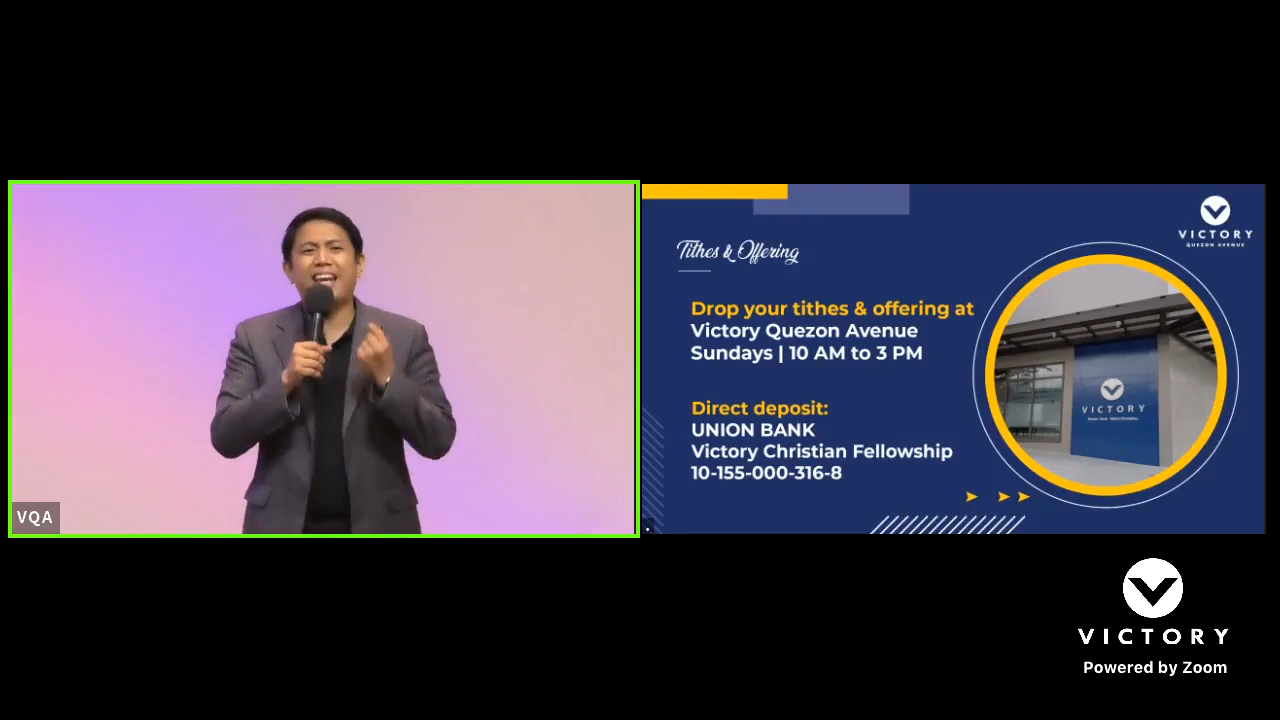 VQA
VICTORY
QUEZON AVENUE
Tithes & Offering
Drop your tithes & offering at
Victory Quezon Avenue
Sundays | 10 AM to 3 PM
Direct deposit:
UNION BANK
Victory Christian Fellowship
10-155-000-316-8
VICTORY
VICTORY
Powered by Zoom